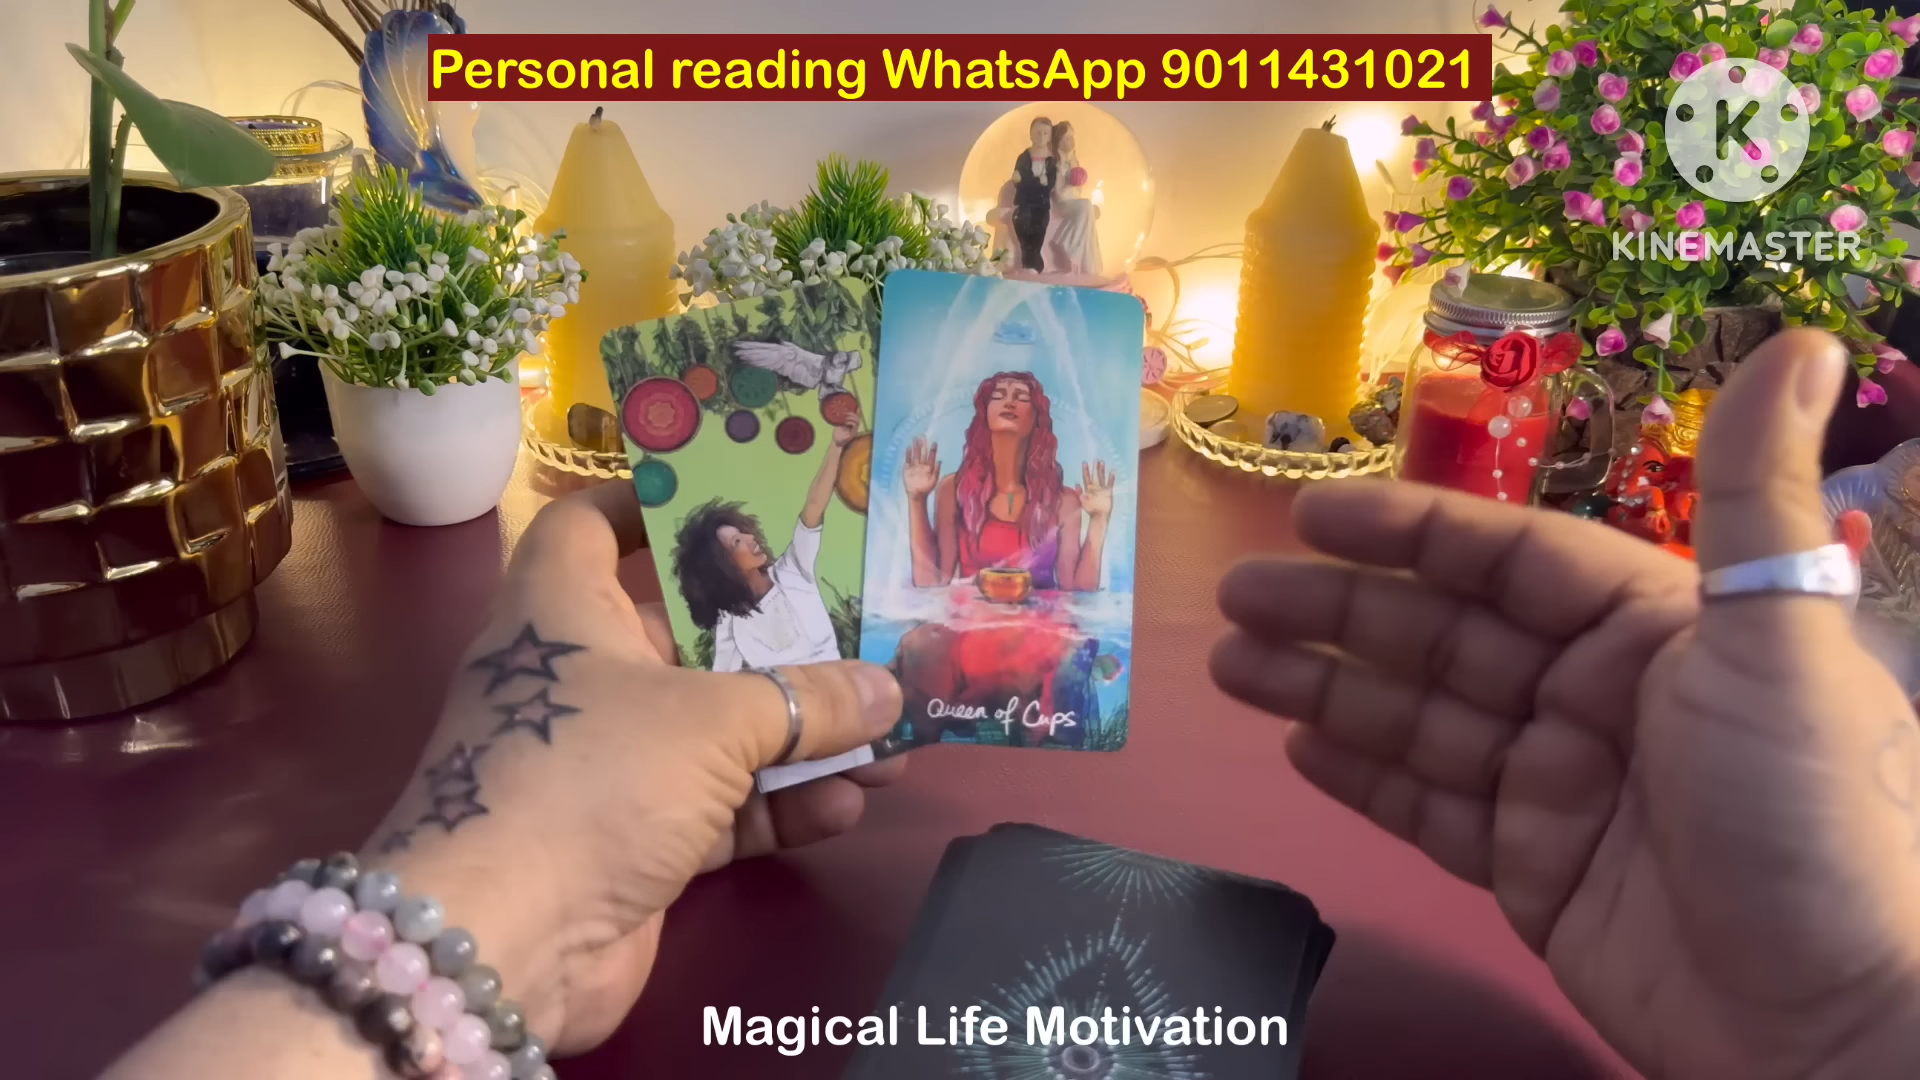 Personal reading WhatsApp 9011431021
K
KINEMASTER
Queen of Cups
Magical Life Motivation